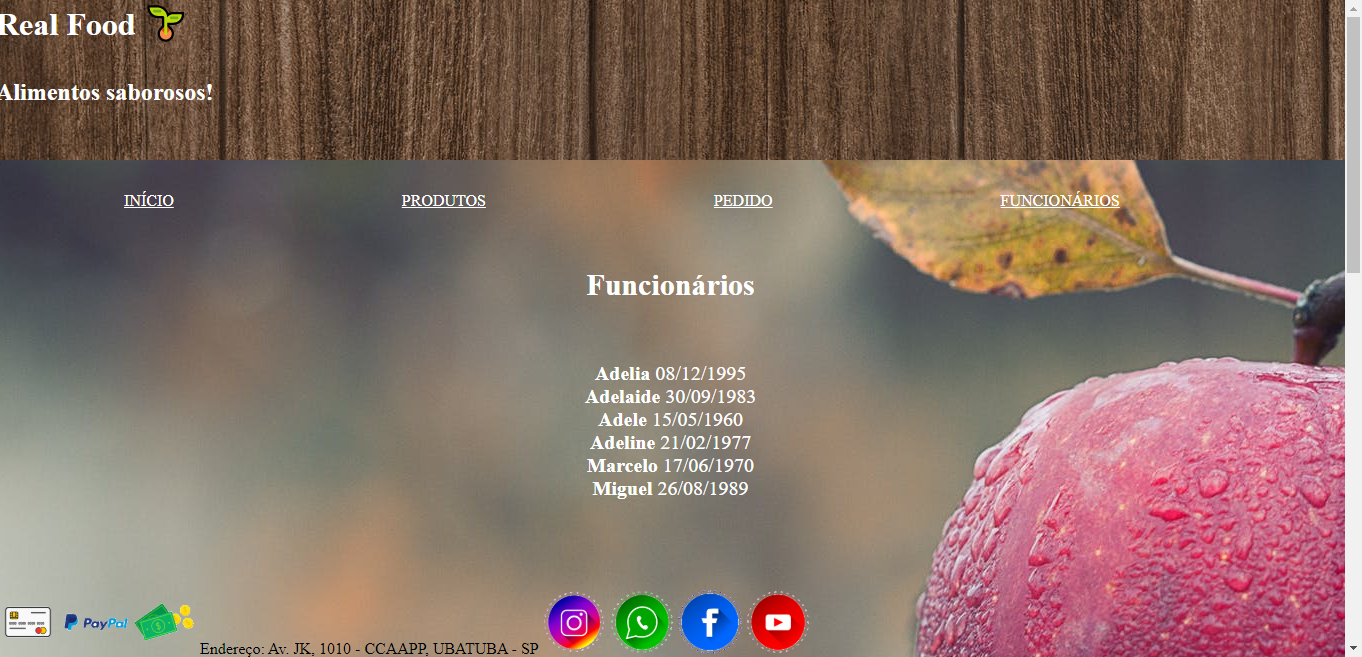 Real Food
Alimentos saborosos!
INÍCIO PRODUTOS PEDIDO FUNCIONÁRIOS
Funcionários
Adelia 08/12/1995
Adelaide 30/09/1983
Adele 15/05/1960
Adeline 21/02/1977
Marcelo 17/06/1970
Miguel 26/08/1989
PayPal
Endereço: Av. JK, 1010 - CCAAPP, UBATUBA - SP